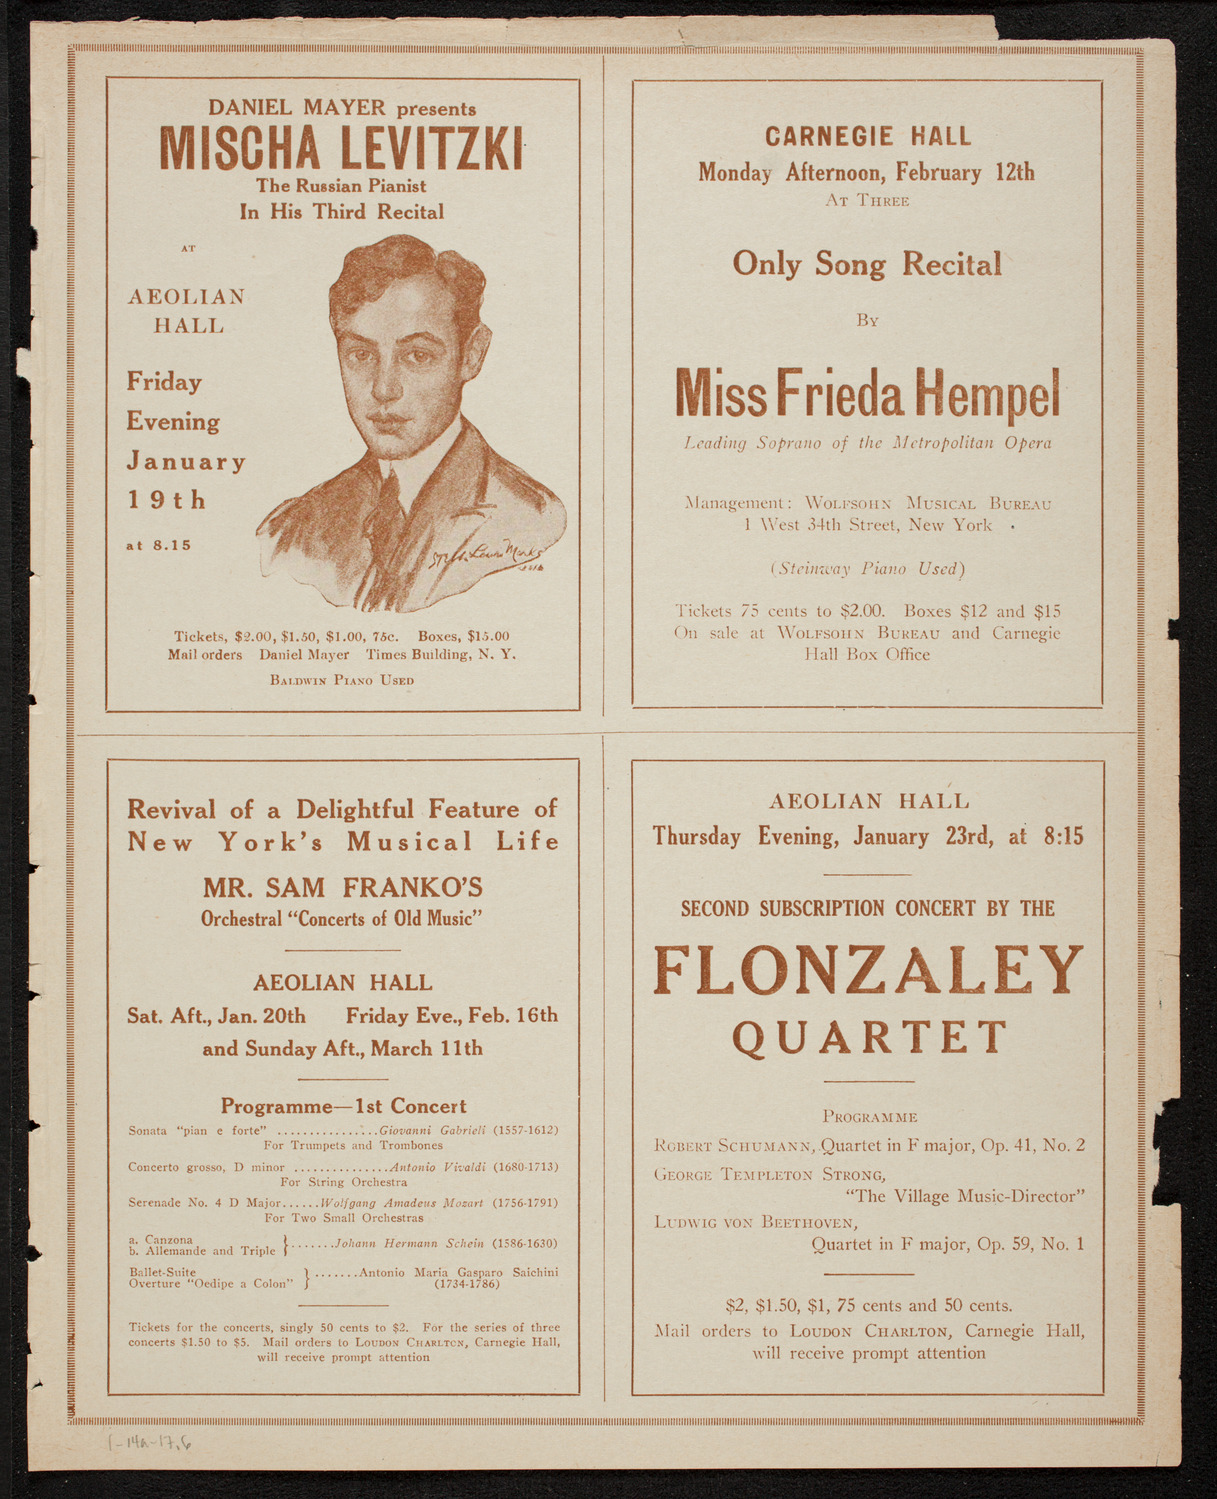 DANIEL MAYER presents
MISCHA LEVITZKI
The Russian Pianist
In His Third Recital
AT
AEOLIAN
HALL
Friday
Evening
January
19th
at 8.15
Tickets, $2.00, $1.50, $1.00, 75c. Boxes, $15.00
Mail orders Daniel Mayer Times Building, N. Y.
BALDWIN PIANO USED
CARNEGIE HALL
Monday Afternoon, February 12th
AT THREE
Only Song Recital
BY
Miss Frieda Hempel
Leading Soprano of the Metropolitan Opera
Management: WOLFSOHN MUSICAL BUREAU
1 West 34th Street, New York
(Steinway Piano Used)
Tickets 75 cents to $2.00. Boxes $12 and $15
On sale at WOLFSOHN BUREAU and Carnegie
Hall Box Office
Revival of a Delightful Feature of
New York's Musical Life
MR. SAM FRANKO'S
Orchestral "Concerts of Old Music"
AEOLIAN HALL
Sat. Aft., Jan. 20th Friday Eve., Feb. 16th
and Sunday Aft., March 11th
Programme—1st Concert
Sonata "pian e forte" ................Giovanni Gabrieli (1557-1612)
For Trumpets and Trombones
Concerto grosso, D minor ...............Antonio Vivaldi (1680-1713)
For String Orchestra
Serenade No. 4 D Major......Wolfgang Amadeus Mozart (1756-1791)
For Two Small Orchestras
a. Canzona
b. Allemande and Triple } .......Johann Hermann Schein (1586-1630)
Ballet-Suite
Overture "Oedipe a Colon" } .......Antonio Maria Gasparo Saichini
(1734-1786)
Tickets for the concerts, singly 50 cents to $2. For the series of three
concerts $1.50 to $5. Mail orders to LOUDON CHARLTON, Carnegie Hall,
will receive prompt attention
AEOLIAN HALL
Thursday Evening, January 23rd, at 8:15
SECOND SUBSCRIPTION CONCERT BY THE
FLONZALEY
QUARTET
PROGRAMME
ROBERT SCHUMANN, Quartet in F major, Op. 41, No. 2
GEORGE TEMPLETON STRONG,
"The Village Music-Director"
LUDWIG VON BEETHOVEN,
Quartet in F major, Op. 59, No. 1
$2, $1.50, $1, 75 cents and 50 cents.
Mail orders to LOUDON CHARLTON, Carnegie Hall,
will receive prompt attention